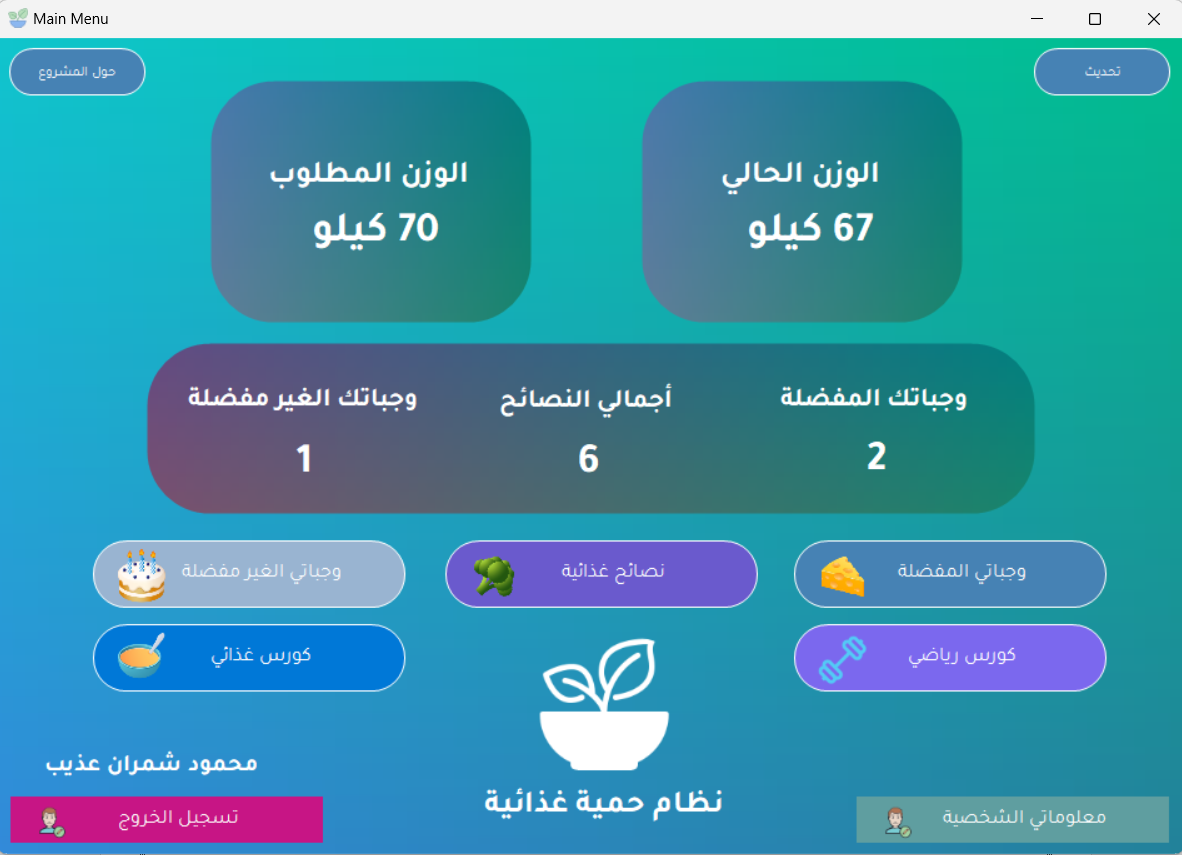 Main Menu
تحديث
حول المشروع
الوزن الحالي
67 كيلو
الوزن المطلوب
70 كيلو
وجباتك المفضلة
2
أجمالي النصائح
6
وجباتك الغير مفضلة
1
وجباتي المفضلة
نصائح غذائية
وجباتي الغير مفضلة
كورس رياضي
كورس غذائي
محمود شمران عذيب
نظام حمية غذائية
معلوماتي الشخصية
تسجيل الخروج